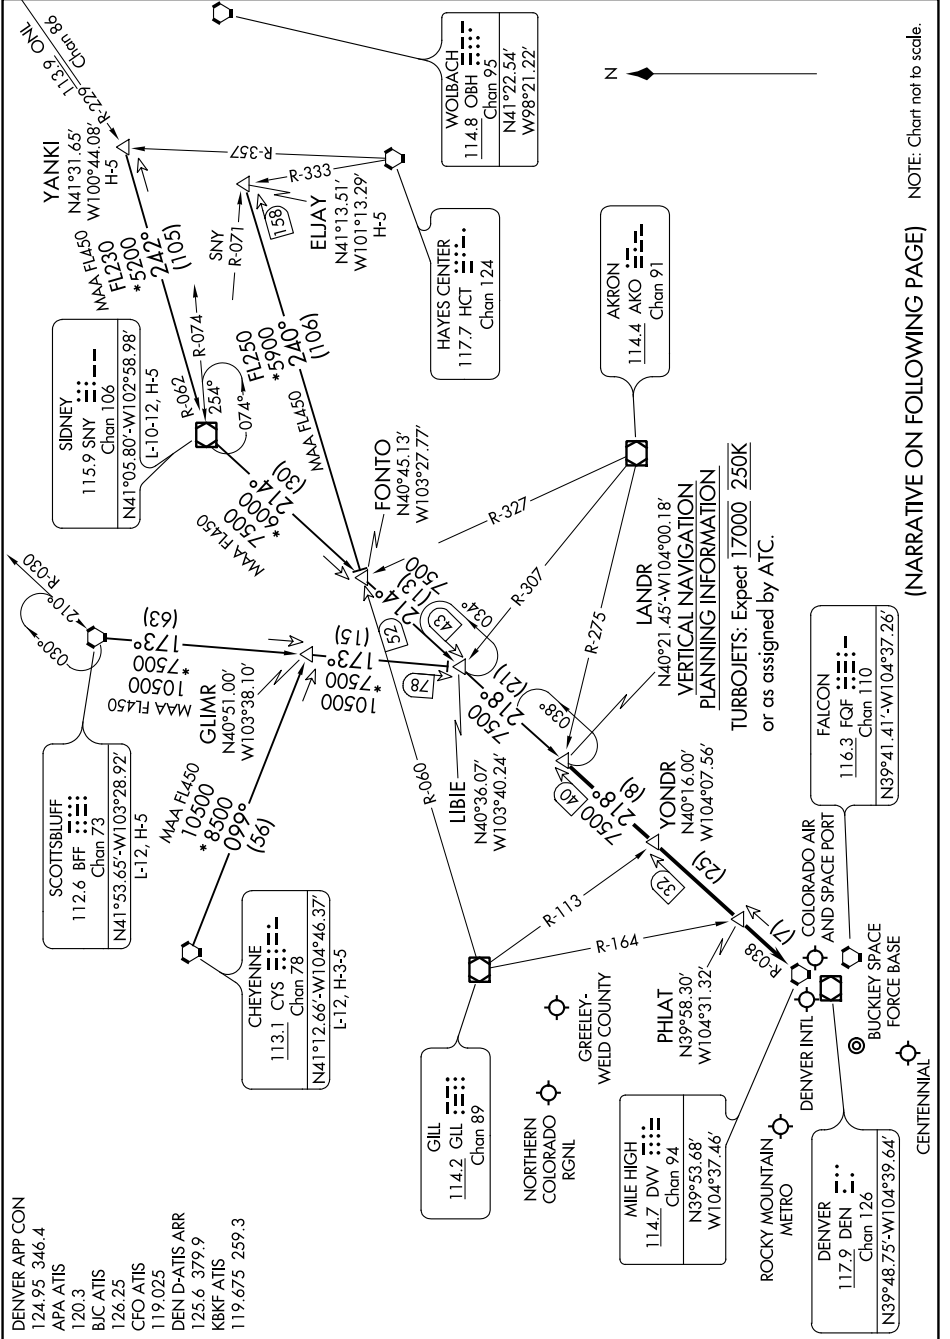 DENVER APP CON
124.95 346.4
APA ATIS
120.3
BJC ATIS
126.25
CFO ATIS
119.025
DEN D-ATIS ARR
125.6 379.9
KBKF ATIS
119.675 259.3
SCOTTSBLUFF
112.6 BFF
Chan 73
N41°53.65'-W103°28.92'
L-12, H-5
CHEYENNE
113.1 CYS
Chan 78
N41°12.66'-W104°46.37'
L-12, H-3-5
SIDNEY
115.9 SNY
Chan 106
N41°05.80'-W102°58.98'
L-10-12, H-5
113.9 ONL
Chan 86
R-229
YANKI
N41°31.65'
W100°44.08'
H-5
MAA FL450
FL230
*5200
242°
(105)
R-062
R-074
254°
074°
SNY
R-071
R-357
R-333
158
ELJAY
N41°13.51'
W101°13.29'
H-5
FL250
*5900
240°
(106)
MAA FL450
WOLBACH
114.8 OBH
Chan 95
N41°22.54'
W98°21.22'
HAYES CENTER
117.7 HCT
Chan 124
R-030
210°
030°
(63)
173°
*7500
10500
MAA FL450
MAA FL450
10500
*8500
099°
(56)
GLIMR
N40°51.00'
W103°38.10'
(15)
173°
*7500
10500
78
(30)
214°
*6000
7500
MAA FL450
FONTO
N40°45.13'
W103°27.77'
52
7500
(13)
214°
43
034°
LIBIE
N40°36.07'
W103°40.24'
R-060
R-327
R-307
R-275
AKRON
114.4 AKO
Chan 91
(21)
218°
7500
038°
LANDR
N40°21.45'-W104°00.18'
VERTICAL NAVIGATION
PLANNING INFORMATION
TURBOJETS: Expect 17000 250K
or as assigned by ATC.
40
7500
218°
(8)
YONDR
N40°16.00'
W104°07.56'
32
(25)
GILL
114.2 GLL
Chan 89
R-113
R-164
PHLAT
N39°58.30'
W104°31.32'
(7)
R-038
NORTHERN
COLORADO
RGNL
GREELEY-
WELD COUNTY
MILE HIGH
114.7 DVV
Chan 94
N39°53.68'
W104°37.46'
ROCKY MOUNTAIN
METRO
DENVER INTL
COLORADO AIR
AND SPACE PORT
FALCON
116.3 FQF
Chan 110
N39°41.41'-W104°37.26'
BUCKLEY SPACE
FORCE BASE
DENVER
117.9 DEN
Chan 126
N39°48.75'-W104°39.64'
CENTENNIAL
N
(NARRATIVE ON FOLLOWING PAGE)
NOTE: Chart not to scale.